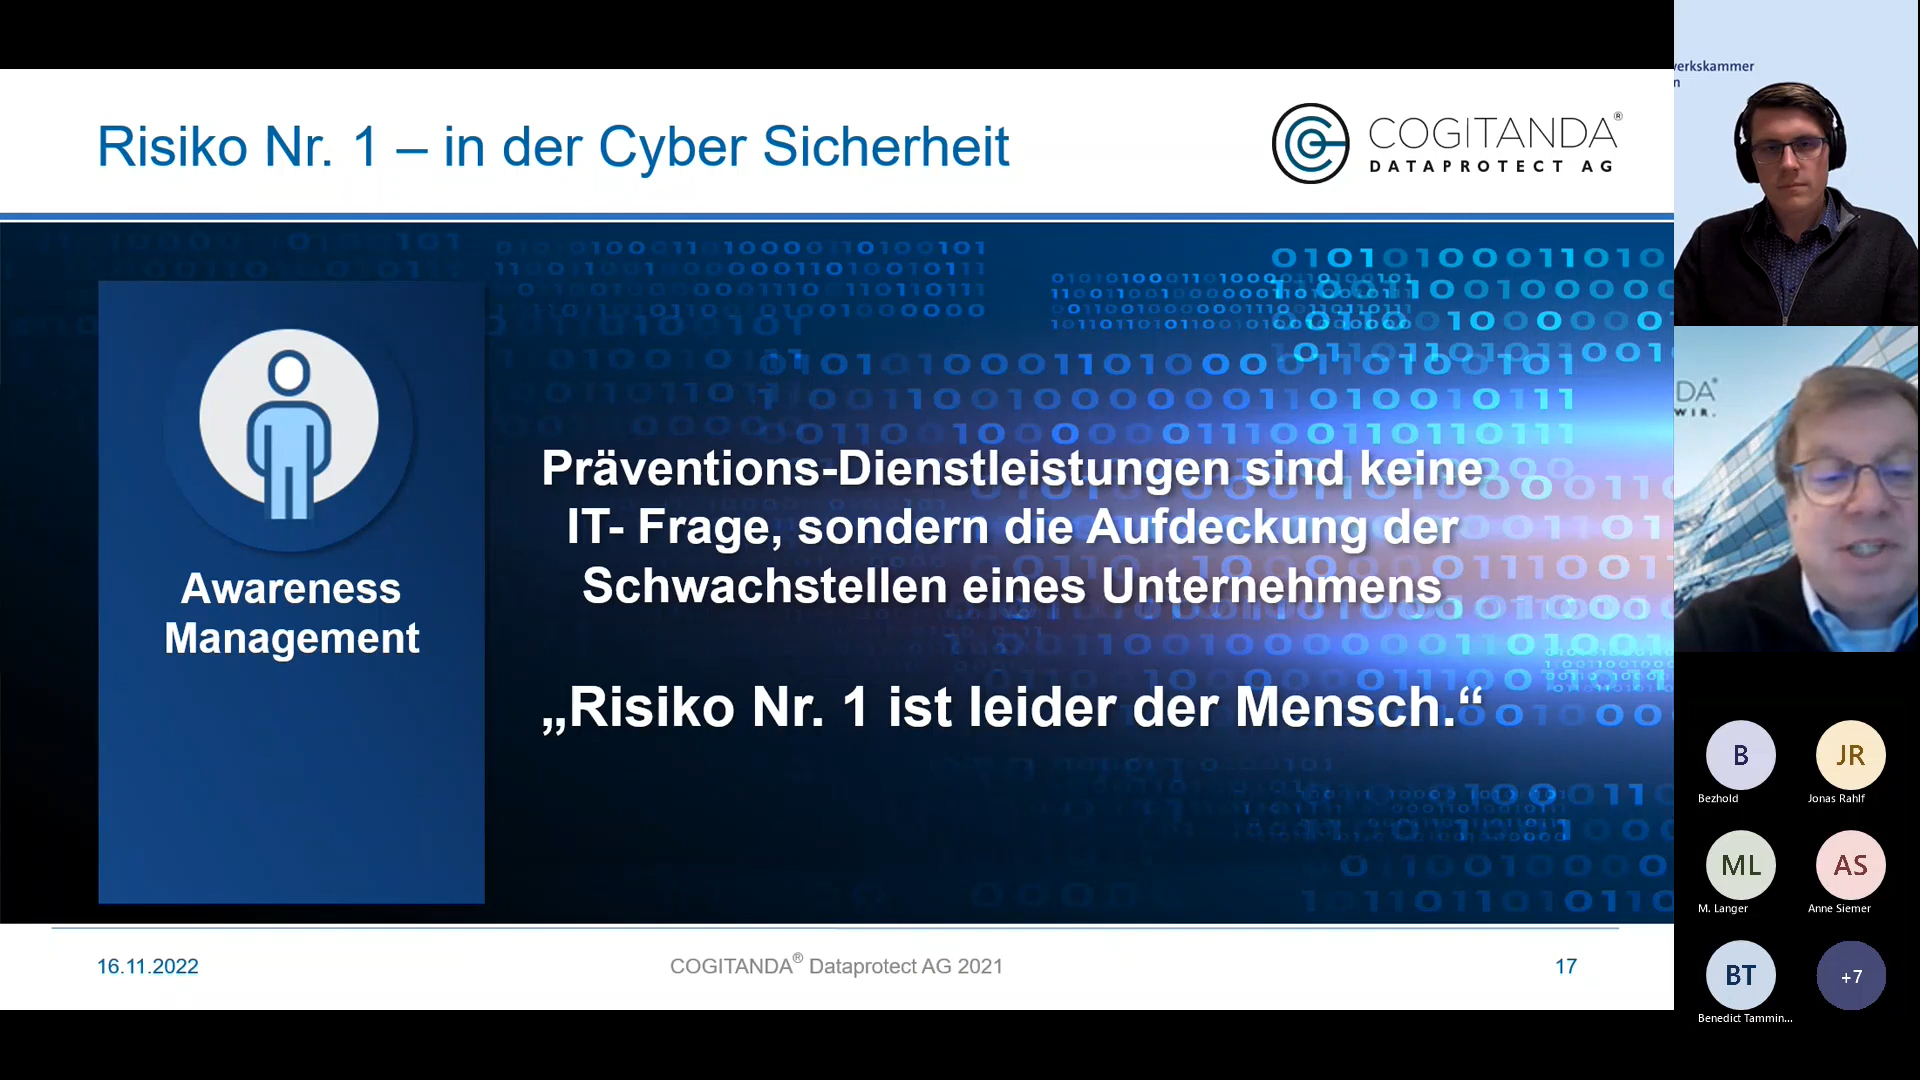 Risiko Nr. 1 – in der Cyber Sicherheit
COGITANDA®
DATAPROTECT AG
Awareness
Management
Präventions-Dienstleistungen sind keine
IT- Frage, sondern die Aufdeckung der
Schwachstellen eines Unternehmens
„Risiko Nr. 1 ist leider der Mensch.“
16.11.2022
COGITANDA® Dataprotect AG 2021
17
erkskammer
DA®
WIR.
B
Bezhold
JR
Jonas Rahlf
ML
M. Langer
AS
Anne Siemer
BT
Benedict Tammin...
+7